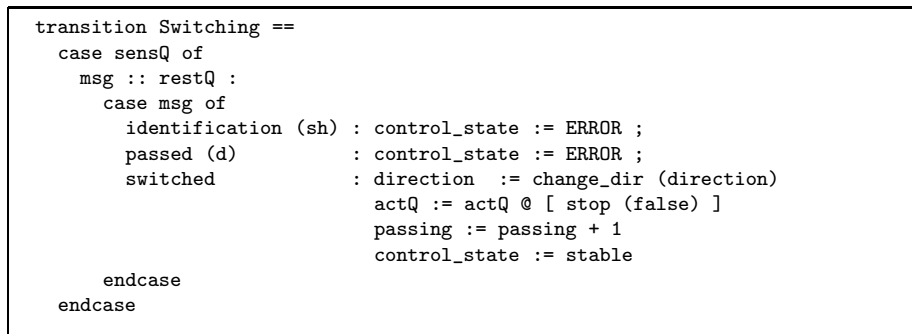 transition Switching ==
case sensQ of
msg :: restQ :
case msg of
identification (sh) : control_state := ERROR ;
passed (d) : control_state := ERROR ;
switched : direction := change_dir (direction)
actQ := actQ @ [ stop (false) ]
passing := passing + 1
control_state := stable
endcase
endcase